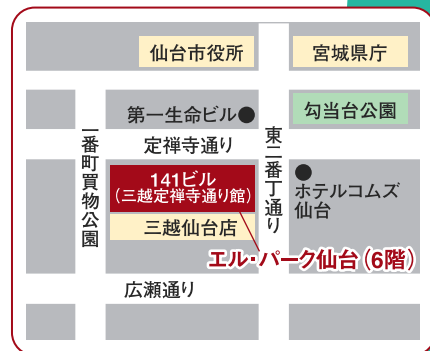 仙台市役所
宮城県庁
第一生命ビル
勾当台公園
定禅寺通り
一番町買物公園
東二番丁通り
141ビル
(三越定禅寺通り館)
ホテルコムズ
仙台
三越仙台店
エル・パーク仙台(6階)
広瀬通り